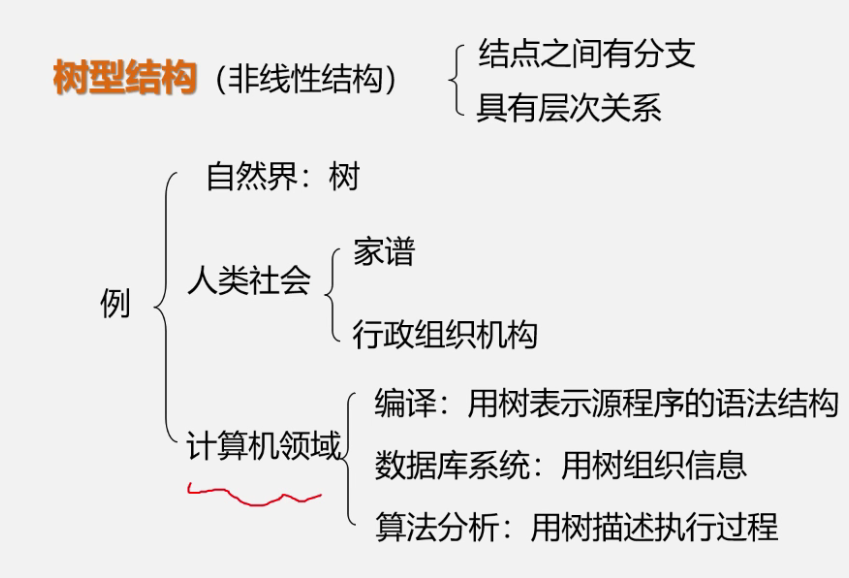 树型结构（非线性结构）
结点之间有分支
具有层次关系
例
自然界：树
人类社会
家谱
行政组织机构
计算机领域
编译：用树表示源程序的语法结构
数据库系统：用树组织信息
算法分析：用树描述执行过程